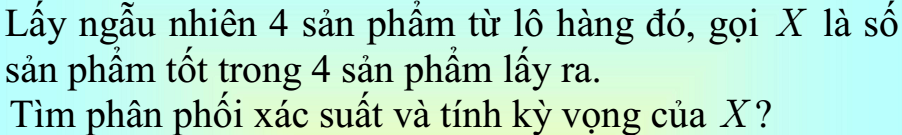 Lấy ngẫu nhiên 4 sản phẩm từ lô hàng đó, gọi X là số
sản phẩm tốt trong 4 sản phẩm lấy ra.
Tìm phân phối xác suất và tính kỳ vọng của X?